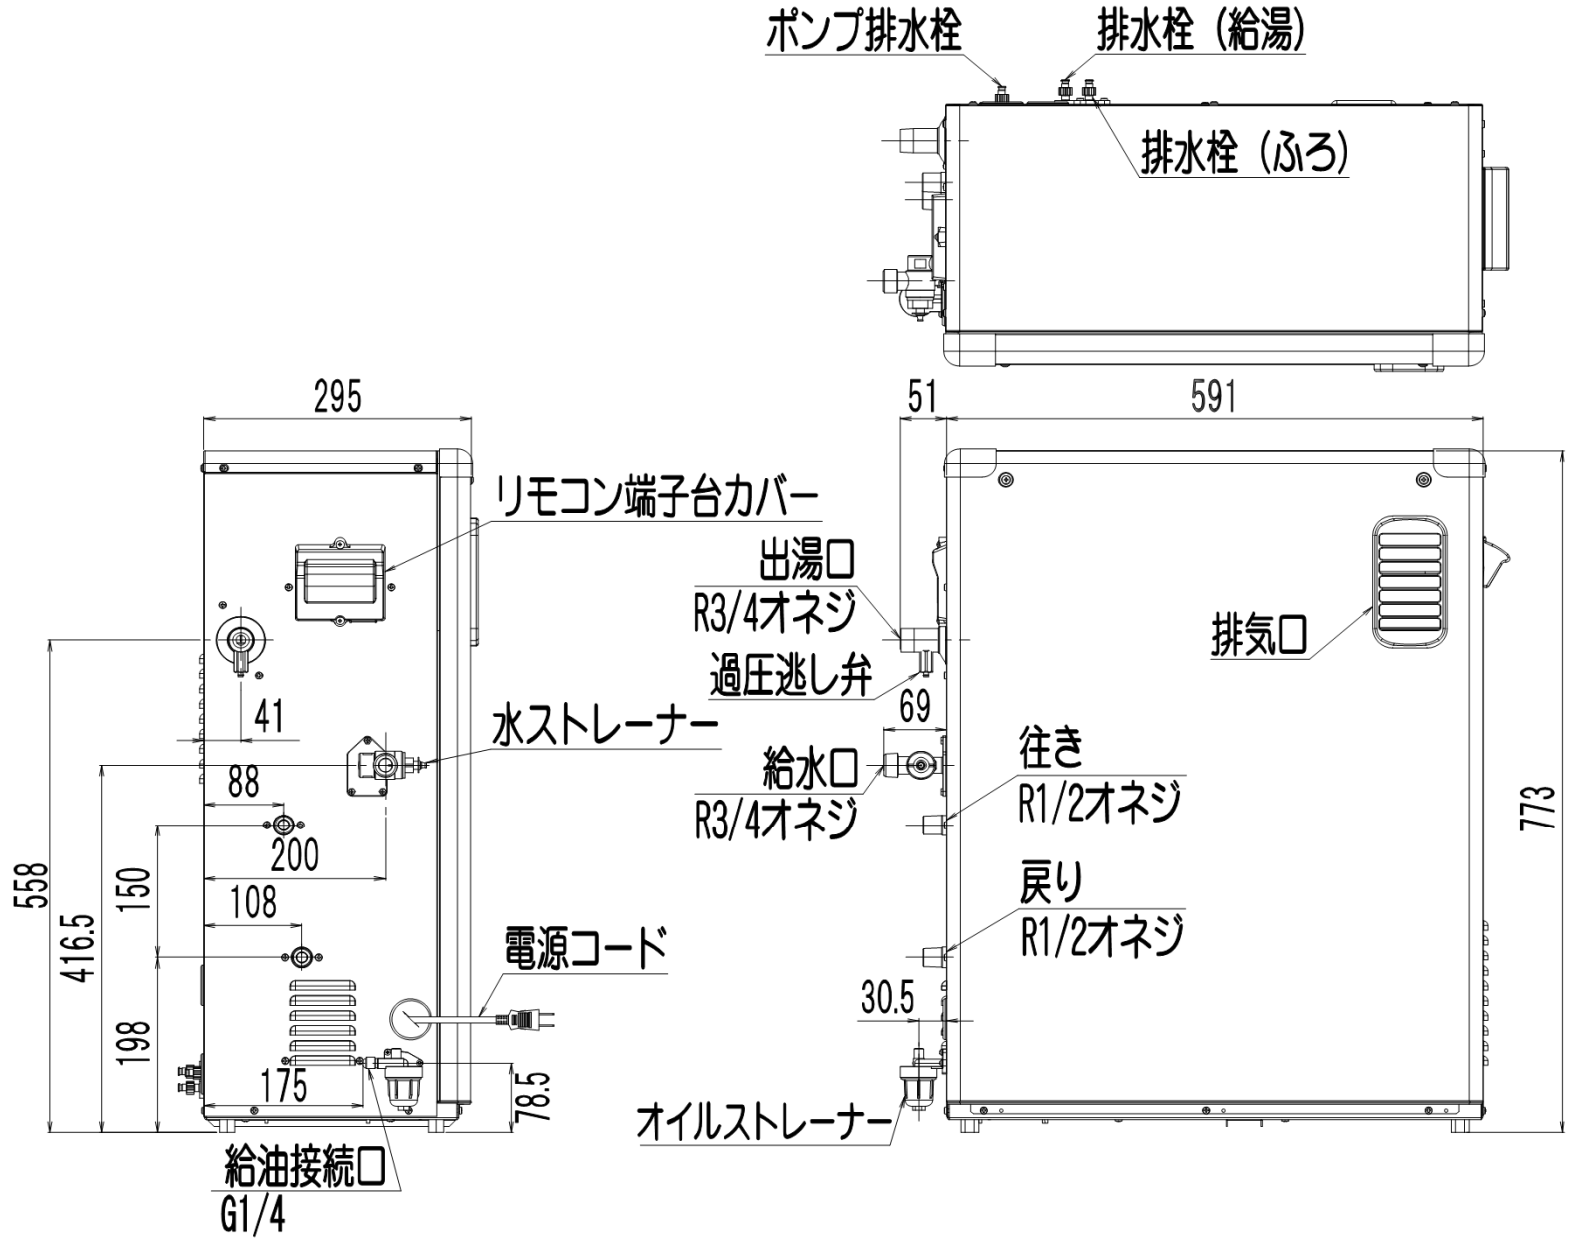 ポンプ排水栓
排水栓（給湯）
排水栓（ふろ）
295
51
591
リモコン端子台カバー
出湯口
R3/4オネジ
過圧逃し弁
排気口
41
水ストレーナー
69
給水口
R3/4オネジ
往き
R1/2オネジ
773
88
200
558
150
108
416.5
戻り
R1/2オネジ
電源コード
30.5
198
175
78.5
オイルストレーナー
給油接続口
G1/4